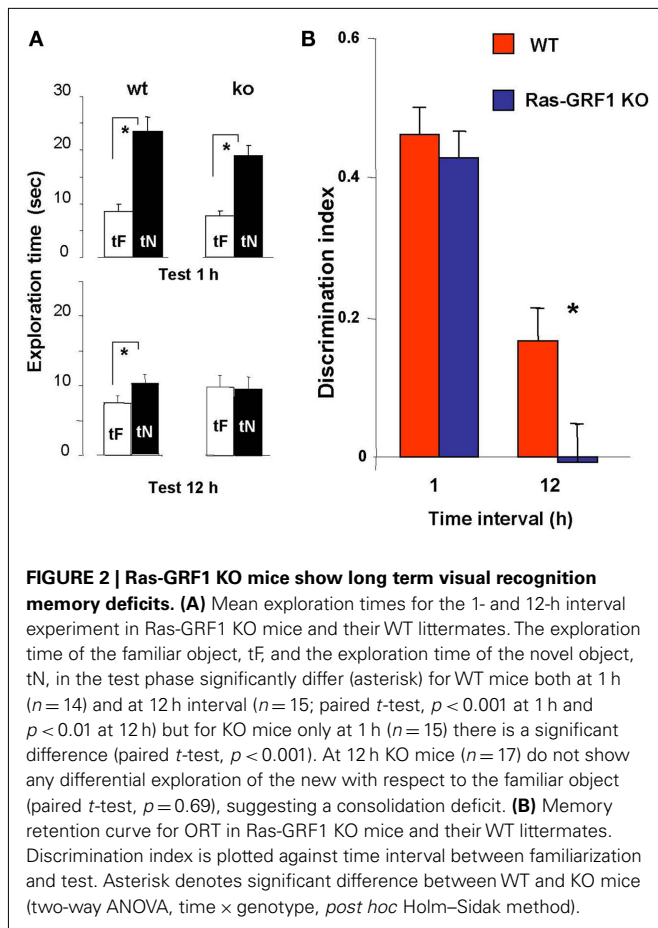 A
wt ko
30
20
10
0
*
*
tF tN tF tN
Test 1 h
Exploration time (sec)
10
10
0
*
tF tN tF tN
Test 12 h
B
0.6
WT
Ras-GRF1 KO
0.4
0.2
0
*
Discrimination index
1 12
Time interval (h)
FIGURE 2 | Ras-GRF1 KO mice show long term visual recognition
memory deficits. (A) Mean exploration times for the 1- and 12-h interval
experiment in Ras-GRF1 KO mice and their WT littermates. The exploration
time of the familiar object, tF, and the exploration time of the novel object,
tN, in the test phase significantly differ (asterisk) for WT mice both at 1 h
(n = 14) and at 12 h interval (n = 15; paired t-test, p < 0.001 at 1 h and
p < 0.01 at 12 h) but for KO mice only at 1 h (n = 15) there is a significant
difference (paired t-test, p < 0.001). At 12 h KO mice (n = 17) do not show
any differential exploration of the new with respect to the familiar object
(paired t-test, p = 0.69), suggesting a consolidation deficit. (B) Memory
retention curve for ORT in Ras-GRF1 KO mice and their WT littermates.
Discrimination index is plotted against time interval between familiarization
and test. Asterisk denotes significant difference between WT and KO mice
(two-way ANOVA, time × genotype, post hoc Holm–Sidak method).